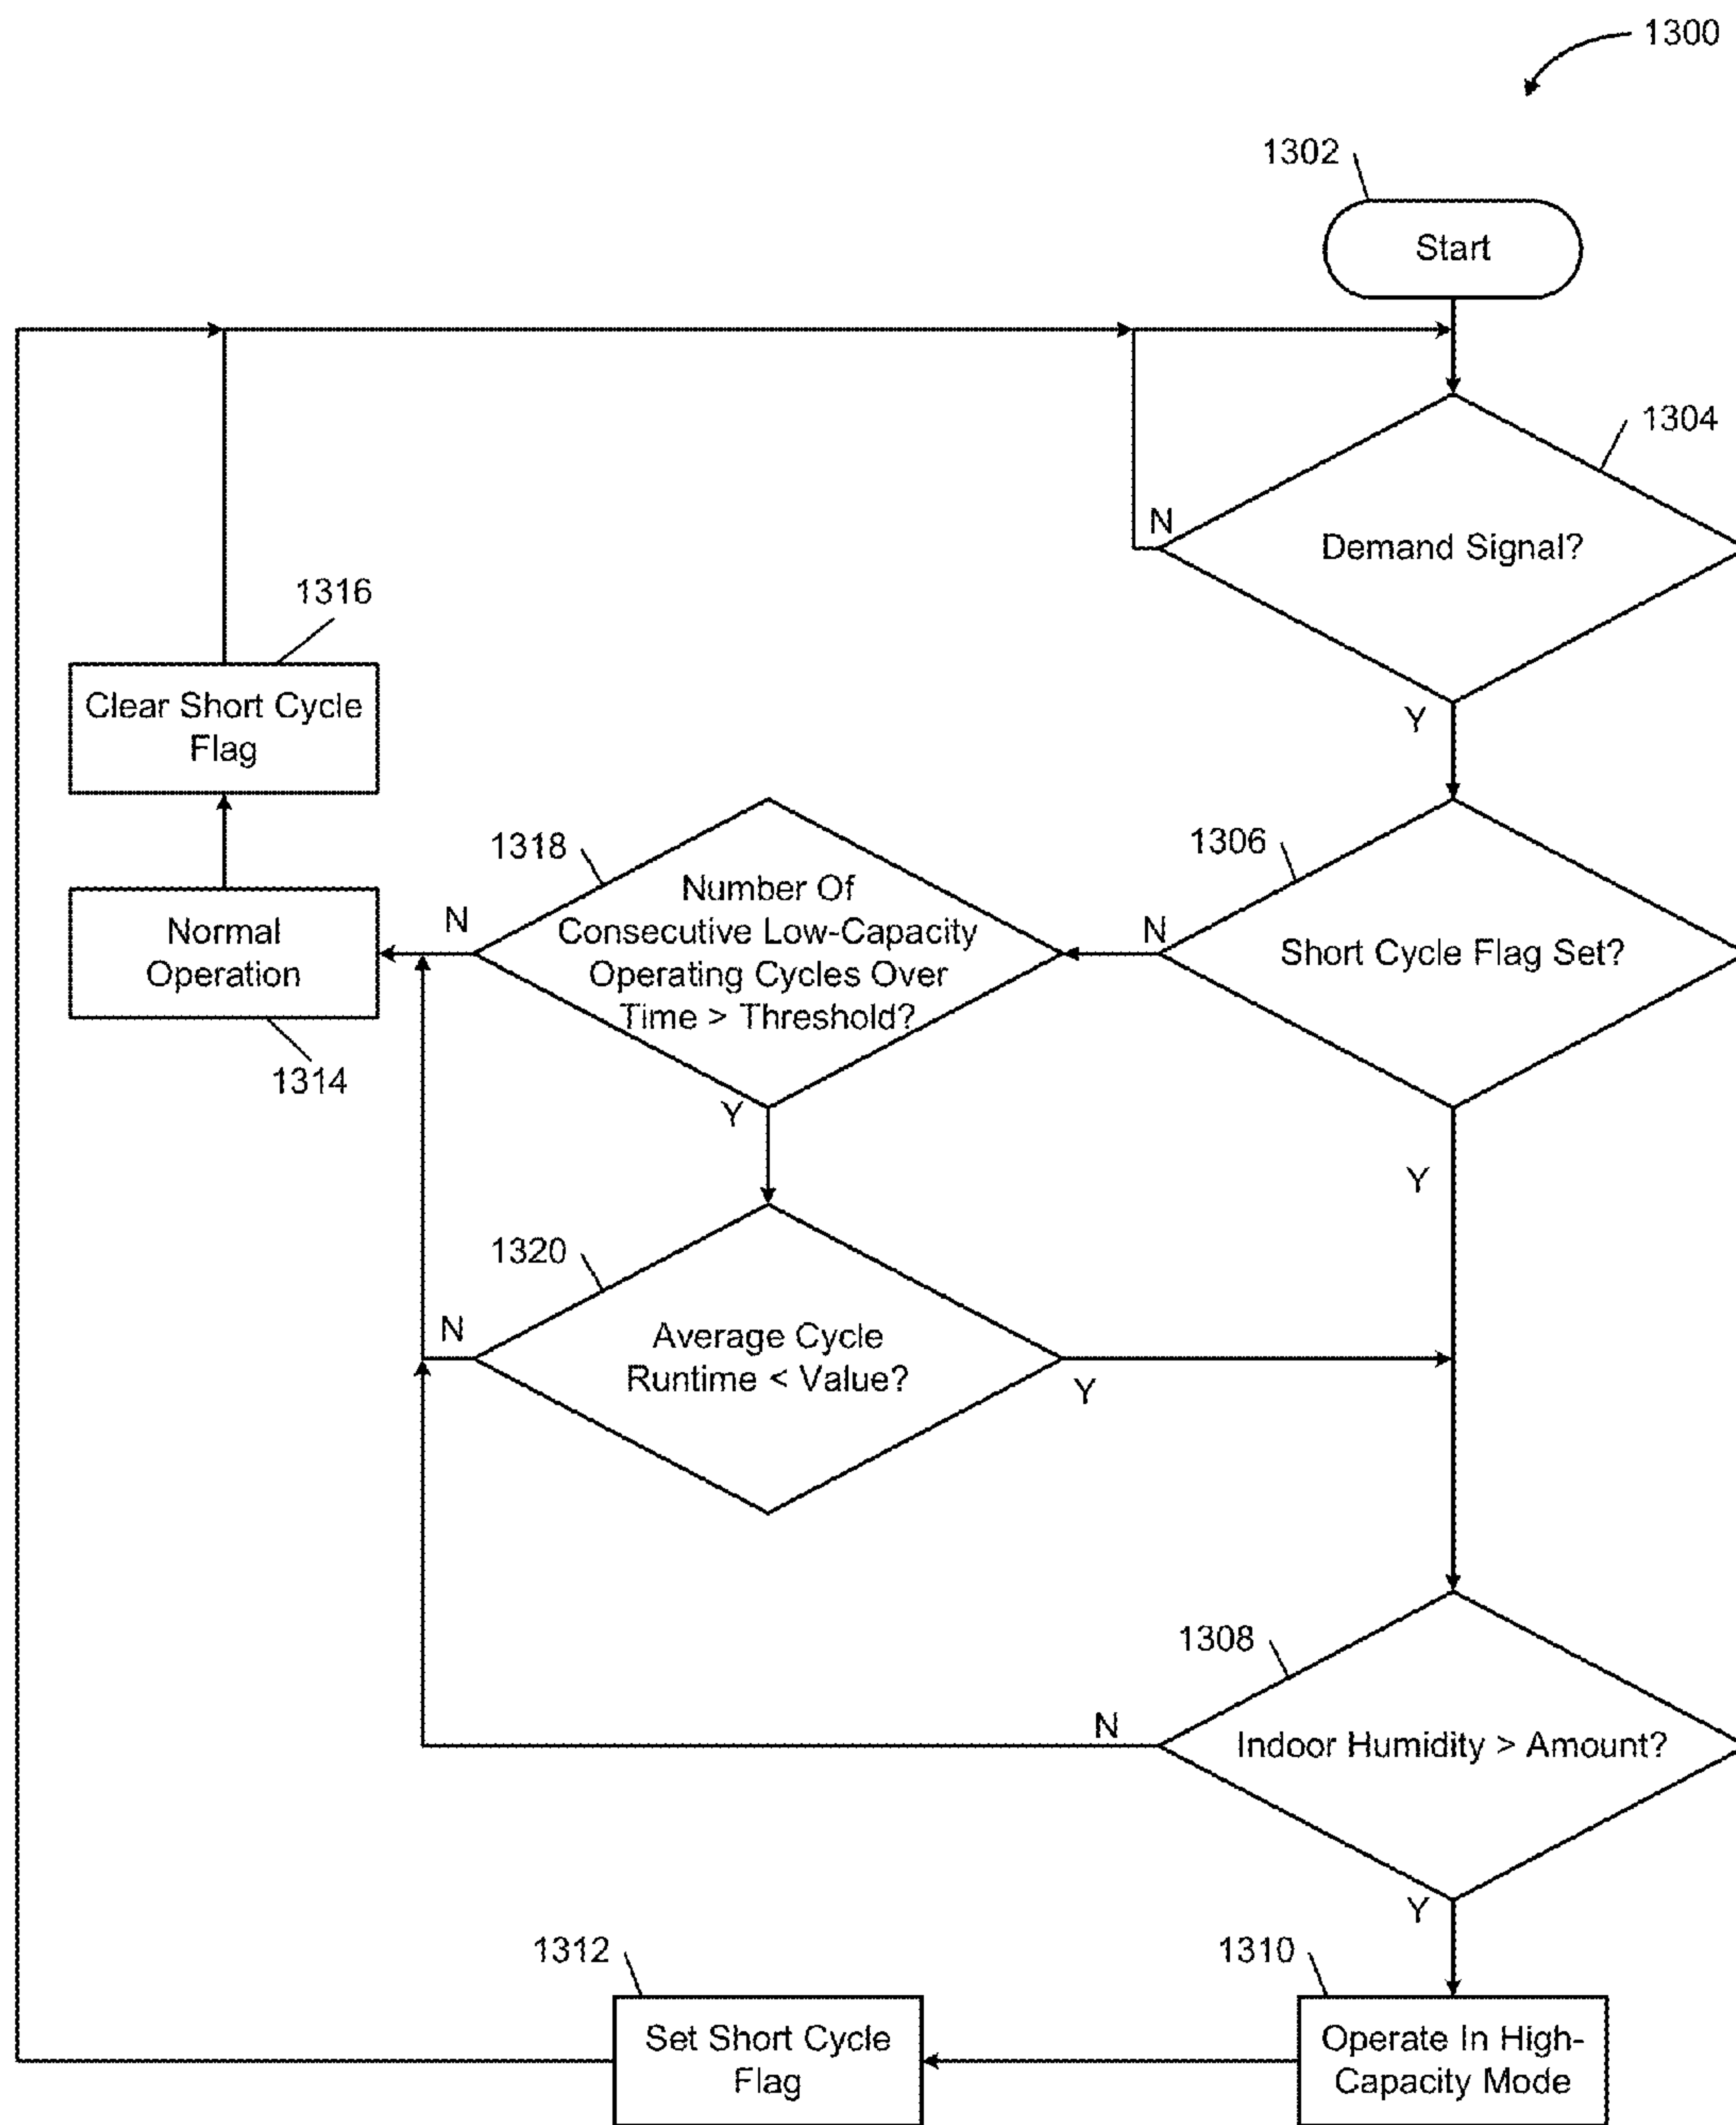 1300
1302
Start
1304
N
Demand Signal?
Y
1316
Clear Short Cycle
Flag
1318
1306
Number Of
Consecutive Low-Capacity
Operating Cycles Over
Time > Threshold?
N
N
Short Cycle Flag Set?
Normal
Operation
1314
Y
Y
1320
N
Average Cycle
Runtime < Value?
Y
1308
N
Indoor Humidity > Amount?
Y
1312
1310
Set Short Cycle
Flag
Operate In High-
Capacity Mode